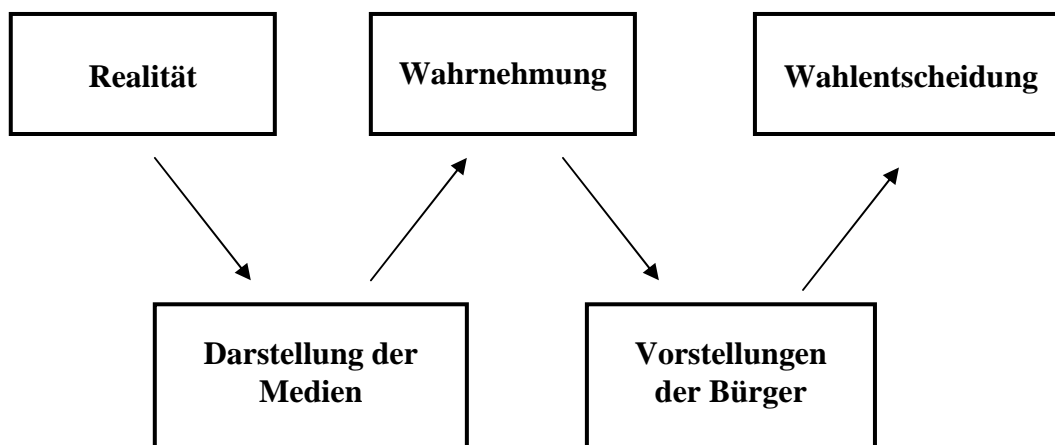 Realität
Wahrnehmung
Wahlentscheidung
Darstellung der
Medien
Vorstellungen
der Bürger